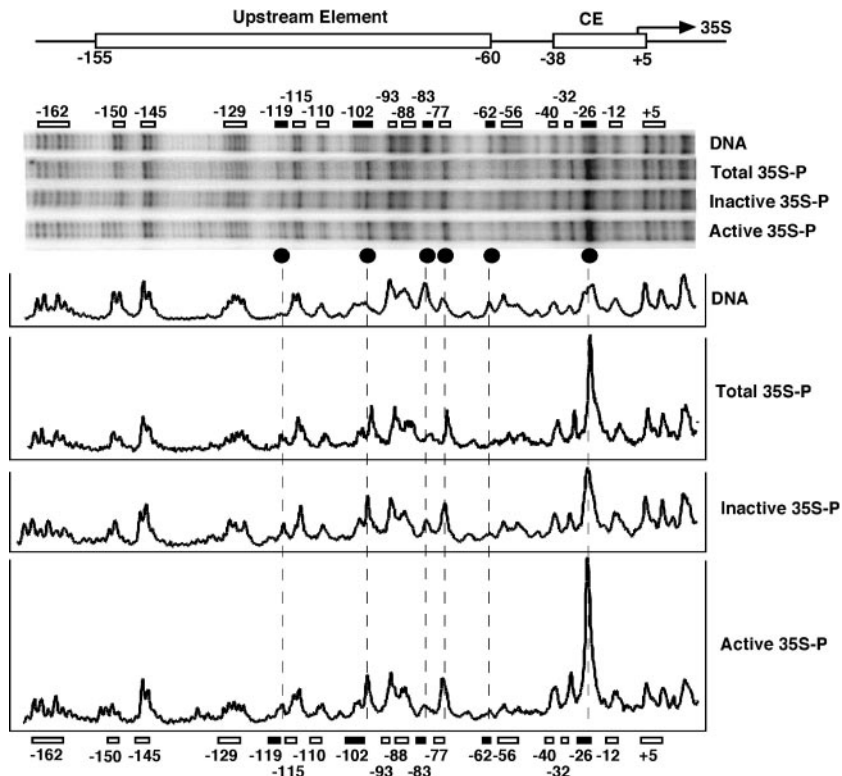 Upstream Element CE 35S
-155 -60 -38 +5
-93 -83 -32
-115
-162 -150 -145 -129 -119 -110 -102 -88 -77 -62 -56 -40 -26 -12 +5
DNA
Total 35S-P
Inactive 35S-P
Active 35S-P
DNA
Total 35S-P
Inactive 35S-P
Active 35S-P
-162 -150 -145 -129 -119 -110 -102 -88 -77 -62 -56 -40 -26 -12 +5
-115 -93 -83 -32